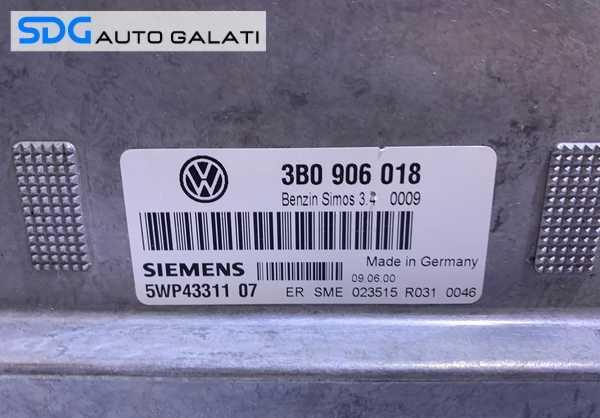 SDG AUTO GALATI
3B0 906 018
Benzin Simos 3.4 0009
SIEMENS
Made in Germany
09.06.00
5WP43311 07
ER SME 023515 R031 0046